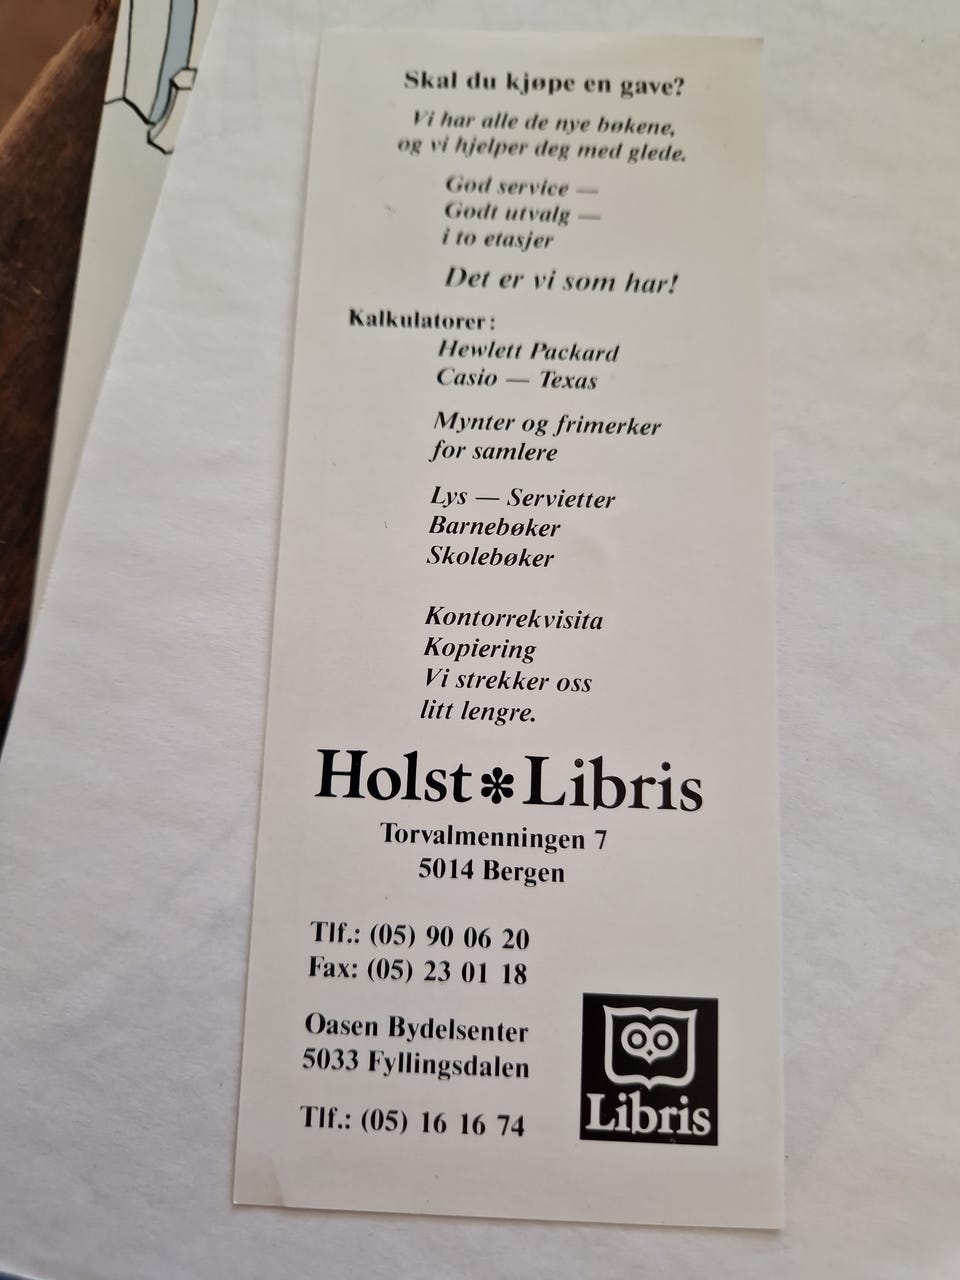 Skal du kjøpe en gave?
Vi har alle de nye bøkene,
og vi hjelper deg med glede.
God service —
Godt utvalg —
i to etasjer
Det er vi som har!
Kalkulatorer:
Hewlett Packard
Casio — Texas
Mynter og frimerker
for samlere
Lys — Servietter
Barnebøker
Skolebøker
Kontorrekvisita
Kopiering
Vi strekker oss
litt lengre.
Holst✽Libris
Torvalmenningen 7
5014 Bergen
Tlf.: (05) 90 06 20
Fax: (05) 23 01 18
Oasen Bydelsenter
5033 Fyllingsdalen
Tlf.: (05) 16 16 74
Libris